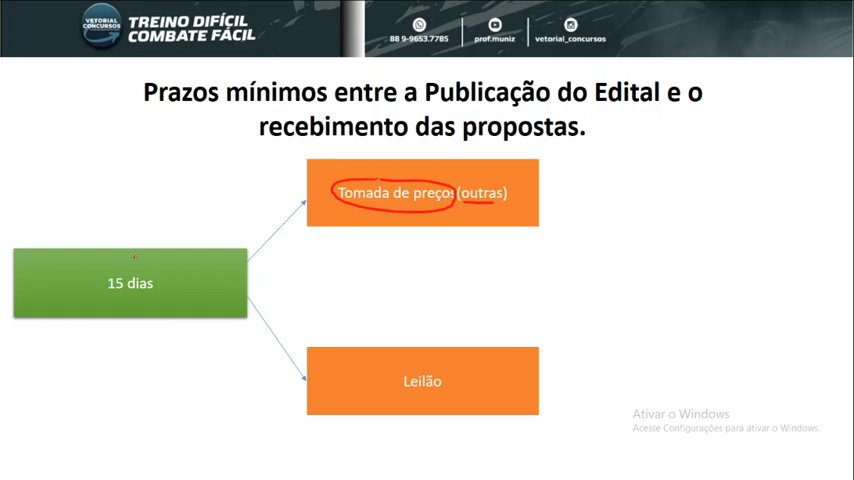 VETORIAL
CONCURSOS
TREINO DIFÍCIL
COMBATE FÁCIL
88 9-9653.7785
prof.muniz
vetorial_concursos
Prazos mínimos entre a Publicação do Edital e o
recebimento das propostas.
Tomada de preços(outras)
15 dias
Leilão
Ativar o Windows
Acesse Configurações para ativar o Windows.